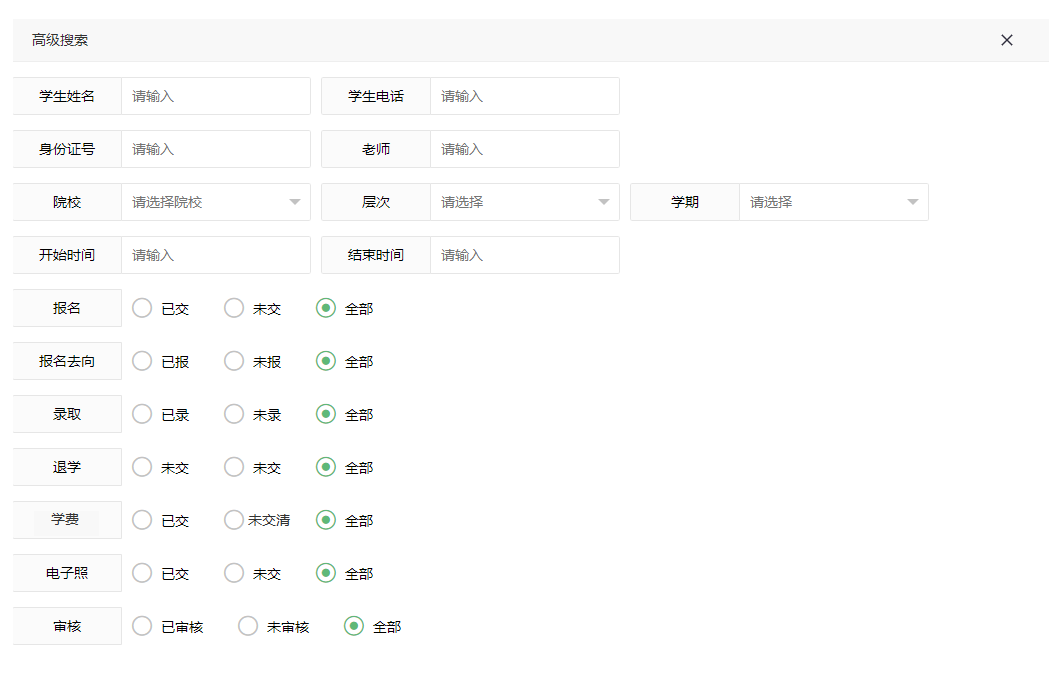 高级搜索
学生姓名 请输入 学生电话 请输入
身份证号 请输入 老师 请输入
院校 请选择院校 层次 请选择 学期 请选择
开始时间 请输入 结束时间 请输入
报名 已交 未交 全部
报名去向 已报 未报 全部
录取 已录 未录 全部
退学 未交 未交 全部
学费 已交 未交清 全部
电子照 已交 未交 全部
审核 已审核 未审核 全部